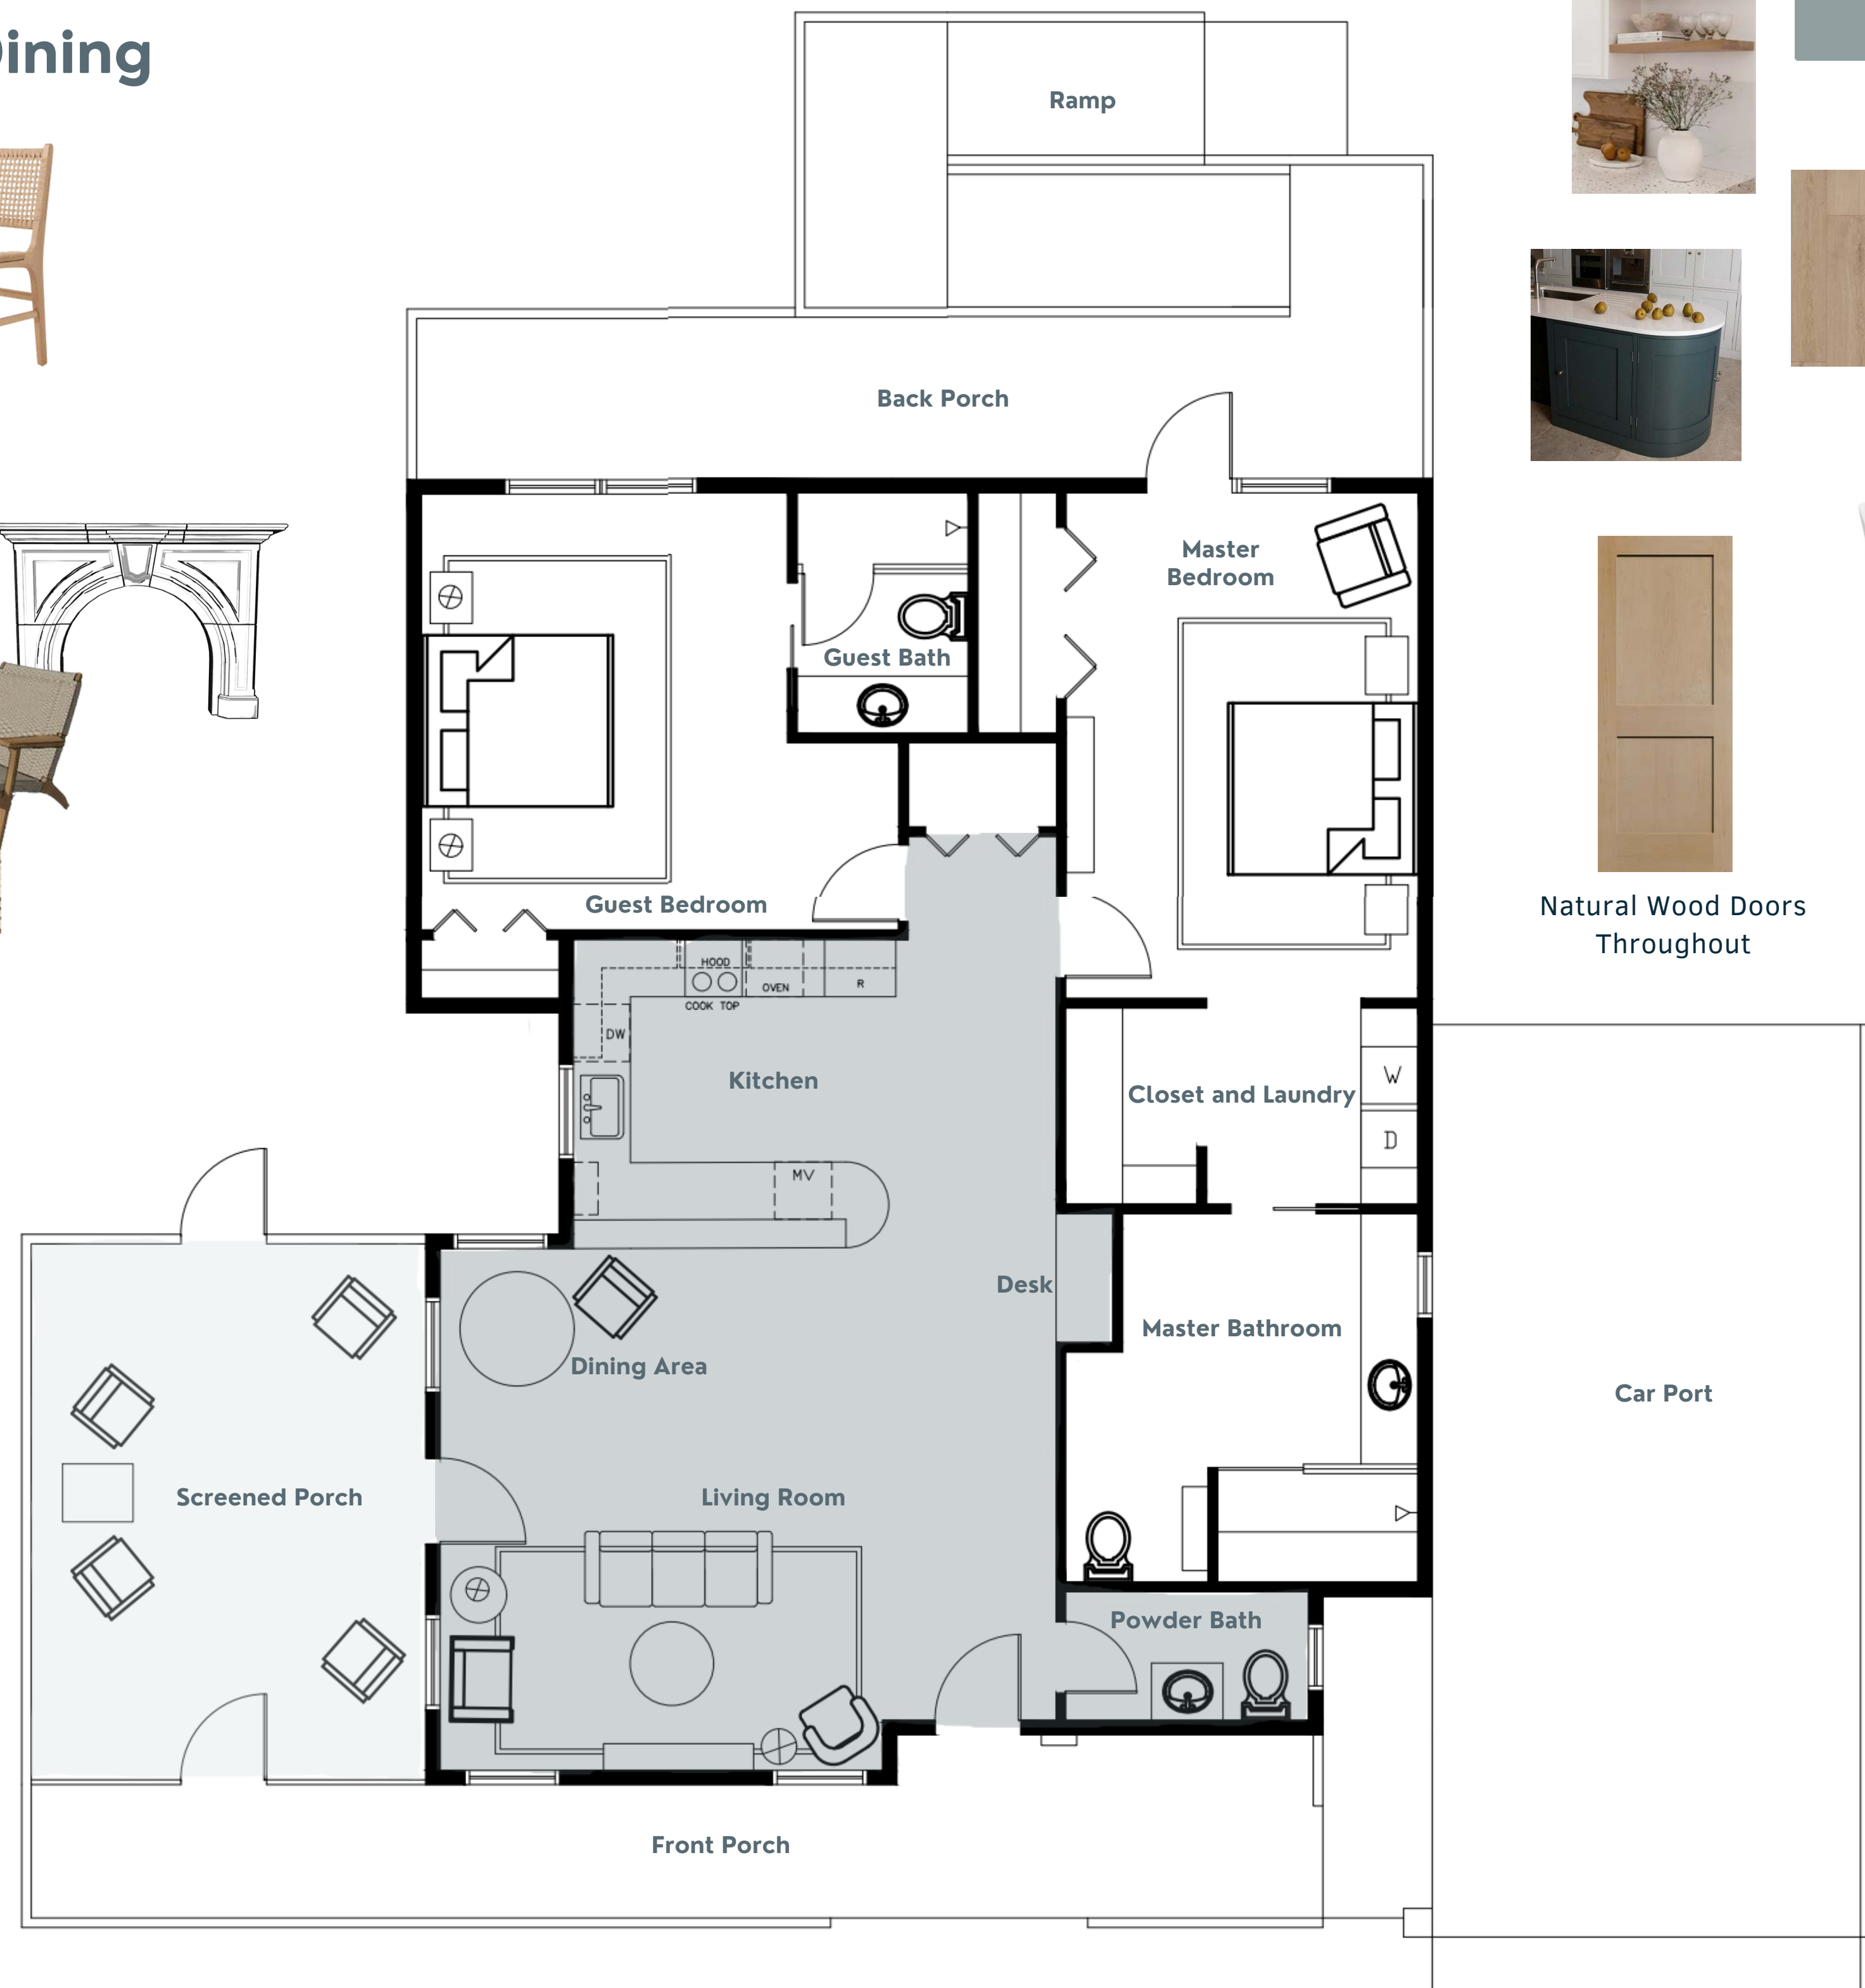 ining
Ramp
Back Porch
Master
Bedroom
Guest Bath
Guest Bedroom
Natural Wood Doors
Throughout
HOOD
OVEN
R
COOK TOP
DW
Kitchen
W
Closet and Laundry
D
MV
Desk
Master Bathroom
Dining Area
Car Port
Screened Porch
Living Room
Powder Bath
Front Porch